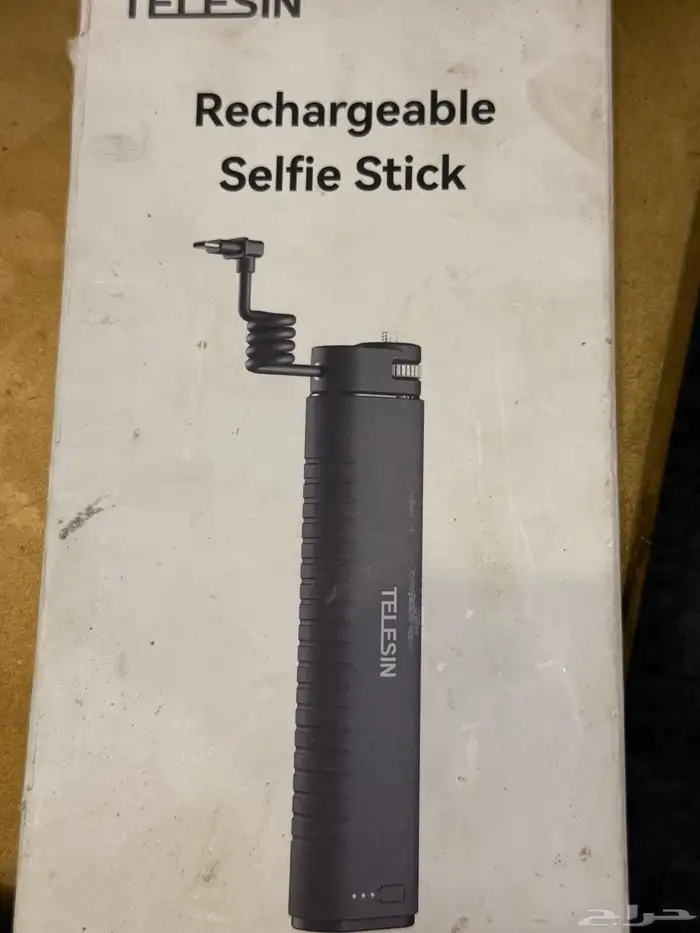 TELESIN
Rechargeable
Selfie Stick
TELESIN
حراج